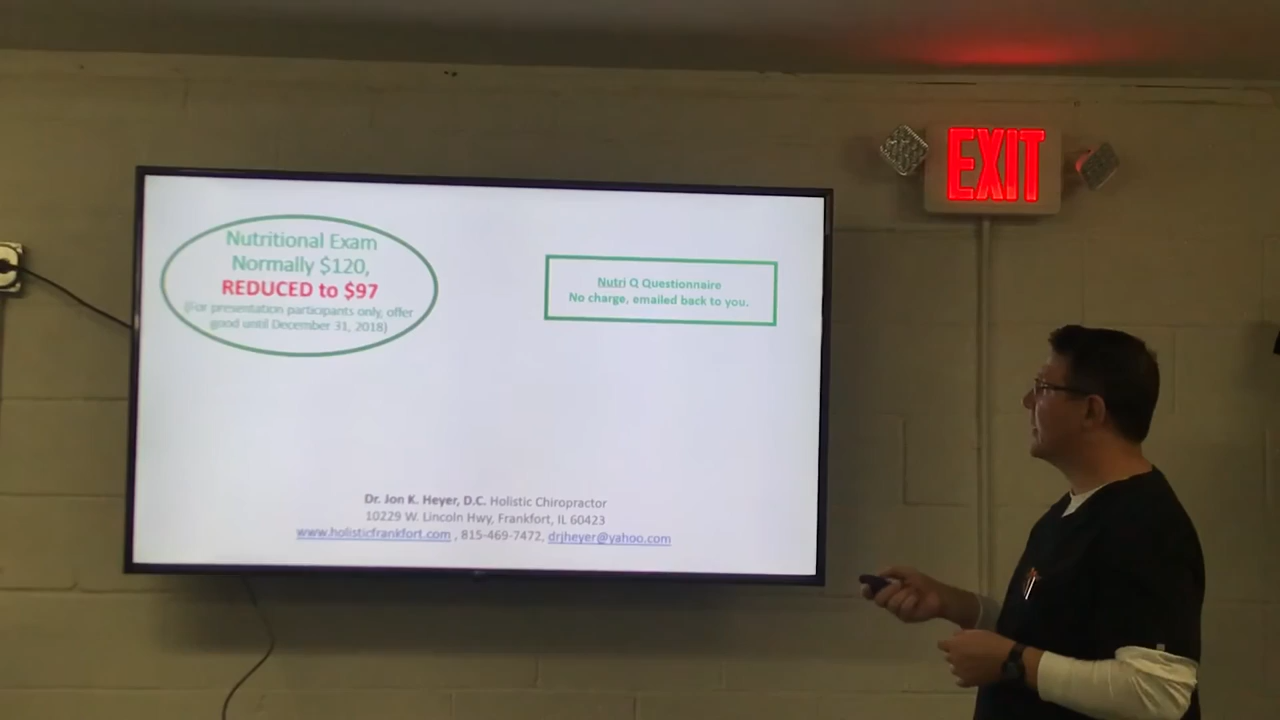 Nutritional Exam
Normally $120,
REDUCED to $97
(For presentation participants only, offer
good until December 31, 2018)
Nutri Q Questionnaire
No charge, emailed back to you.
Dr. Jon K. Heyer, D.C. Holistic Chiropractor
10229 W. Lincoln Hwy, Frankfort, IL 60423
www.holisticfrankfort.com , 815-469-7472, drjheyer@yahoo.com
EXIT